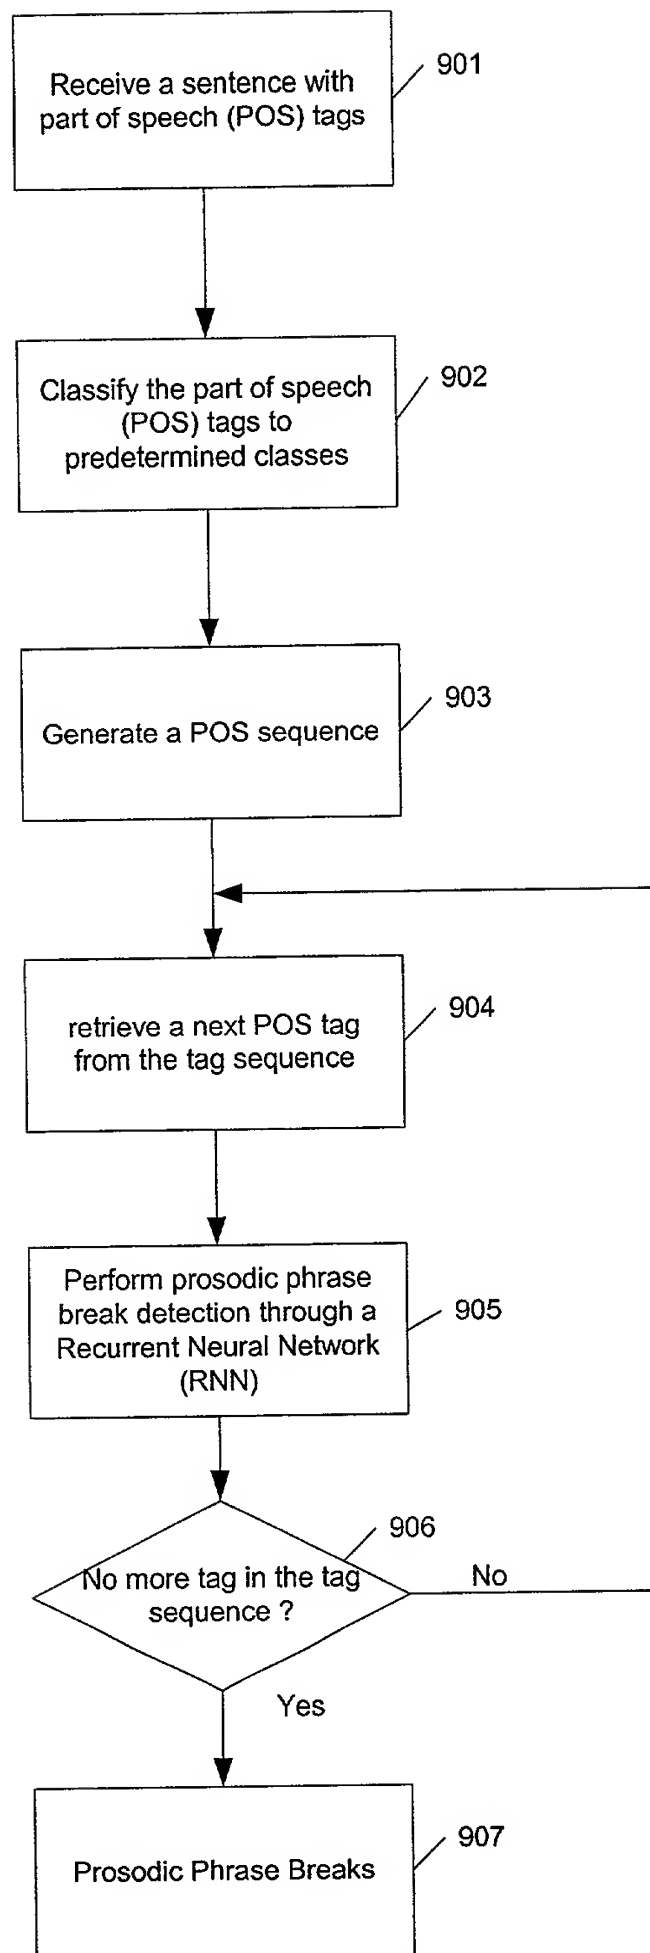 Receive a sentence with
part of speech (POS) tags
901
Classify the part of speech
(POS) tags to
predetermined classes
902
Generate a POS sequence
903
retrieve a next POS tag
from the tag sequence
904
Perform prosodic phrase
break detection through a
Recurrent Neural Network
(RNN)
905
906
No more tag in the tag
sequence ?
No
Yes
Prosodic Phrase Breaks
907